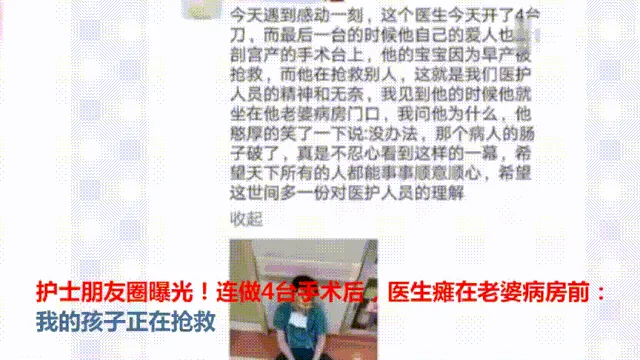 今天遇到感动一刻，这个医生今天开了4台
刀，而最后一台的时候他自己的爱人也
剖宫产的手术台上，他的宝宝因为早产被
抢救，而他在抢救别人，这就是我们医护
人员的精神和无奈，我见到他的时候他就
坐在他老婆病房门口，我问他为什么，他
憨厚的笑了一下说:没办法，那个病人的肠
子破了，真是不忍心看到这样的一幕，希
望天下所有的人都能事事顺意顺心，希望
这世间多一份对医护人员的理解
收起
护士朋友圈曝光！连做4台手术后，医生瘫在老婆病房前：
我的孩子正在抢救